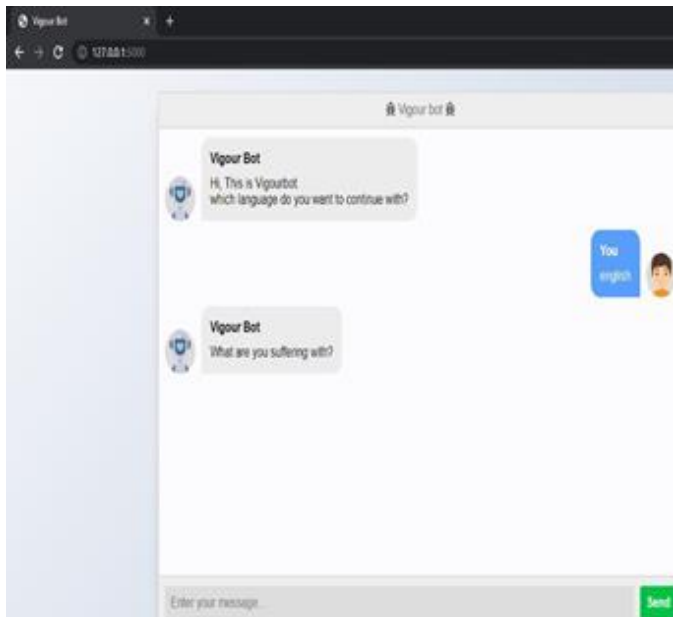 Vigour Bot
127.0.0.1:5000
Vigour bot
Vigour Bot
Hi, This is Vigourbot
which language do you want to continue with?
You
english
Vigour Bot
What are you suffering with?
Enter your message...
Send